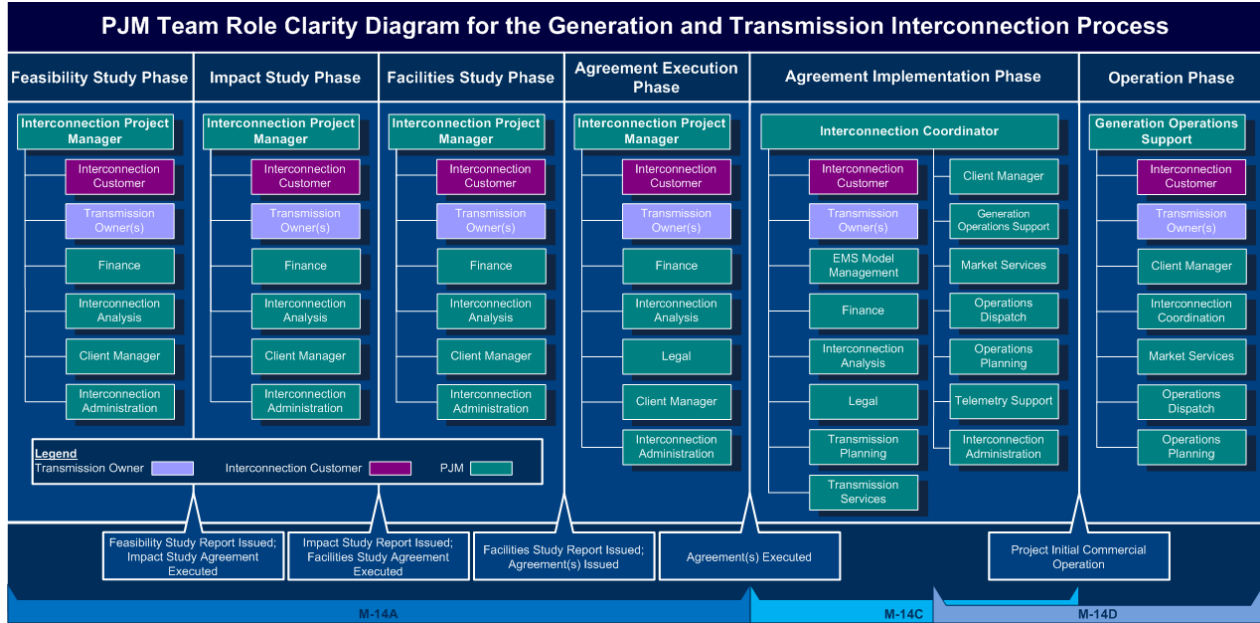 PJM Team Role Clarity Diagram for the Generation and Transmission Interconnection Process
Feasibility Study Phase
Impact Study Phase
Facilities Study Phase
Agreement Execution
Phase
Agreement Implementation Phase
Operation Phase
Interconnection Project
Manager
Interconnection
Customer
Transmission
Owner(s)
Finance
Interconnection
Analysis
Client Manager
Interconnection
Administration
Interconnection Project
Manager
Interconnection
Customer
Transmission
Owner(s)
Finance
Interconnection
Analysis
Client Manager
Interconnection
Administration
Interconnection Project
Manager
Interconnection
Customer
Transmission
Owner(s)
Finance
Interconnection
Analysis
Client Manager
Interconnection
Administration
Interconnection Project
Manager
Interconnection
Customer
Transmission
Owner(s)
Finance
Interconnection
Analysis
Legal
Client Manager
Interconnection
Administration
Interconnection Coordinator
Interconnection
Customer
Transmission
Owner(s)
EMS Model
Management
Finance
Interconnection
Analysis
Legal
Transmission
Planning
Transmission
Services
Client Manager
Generation
Operations Support
Market Services
Operations
Dispatch
Operations
Planning
Telemetry Support
Interconnection
Administration
Generation Operations
Support
Interconnection
Customer
Transmission
Owner(s)
Client Manager
Interconnection
Coordination
Market Services
Operations
Dispatch
Operations
Planning
Legend
Transmission Owner
Interconnection Customer
PJM
Feasibility Study Report Issued;
Impact Study Agreement
Executed
Impact Study Report Issued;
Facilities Study Agreement
Executed
Facilities Study Report Issued;
Agreement(s) Issued
Agreement(s) Executed
Project Initial Commercial
Operation
M-14A
M-14C
M-14D